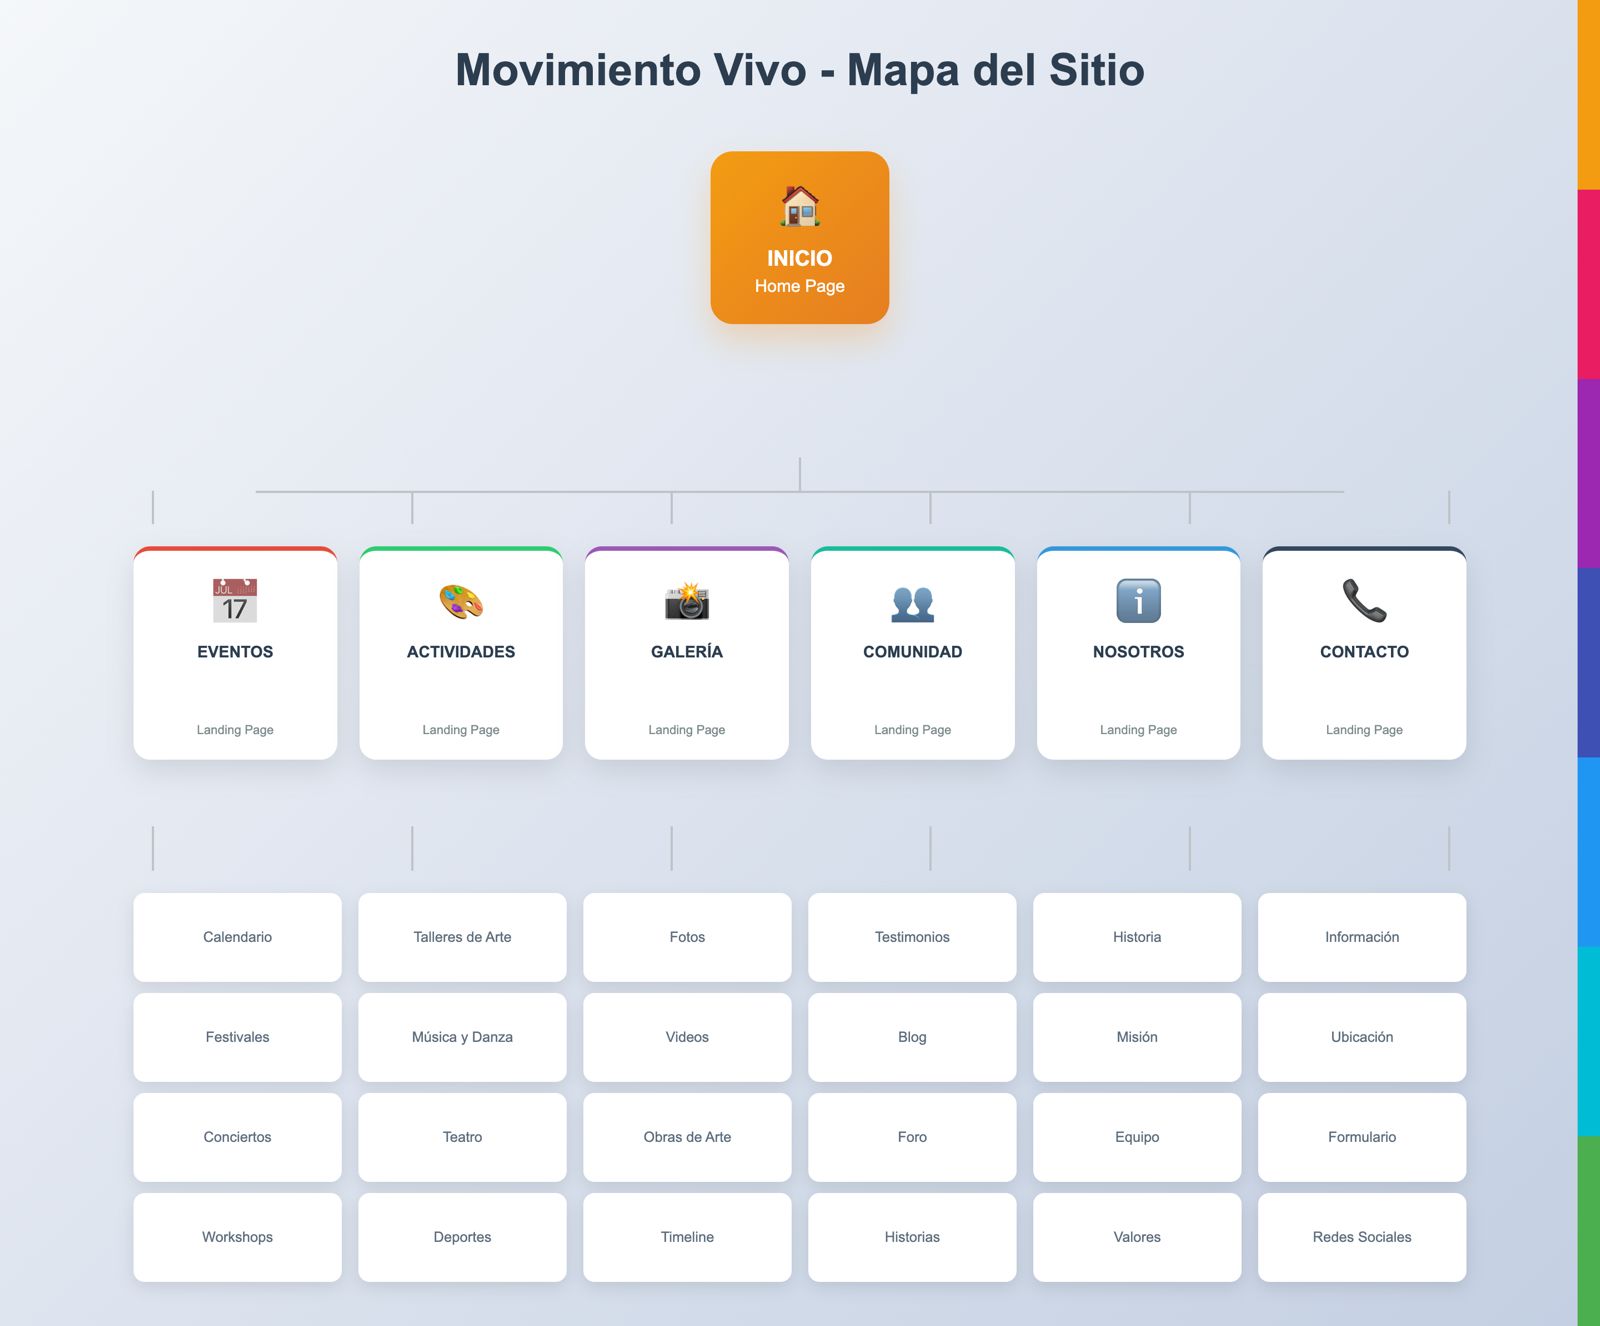 Movimiento Vivo - Mapa del Sitio
INICIO
Home Page
JUL
17
EVENTOS
Landing Page
ACTIVIDADES
Landing Page
GALERÍA
Landing Page
COMUNIDAD
Landing Page
i
NOSOTROS
Landing Page
CONTACTO
Landing Page
Calendario
Talleres de Arte
Fotos
Testimonios
Historia
Información
Festivales
Música y Danza
Videos
Blog
Misión
Ubicación
Conciertos
Teatro
Obras de Arte
Foro
Equipo
Formulario
Workshops
Deportes
Timeline
Historias
Valores
Redes Sociales